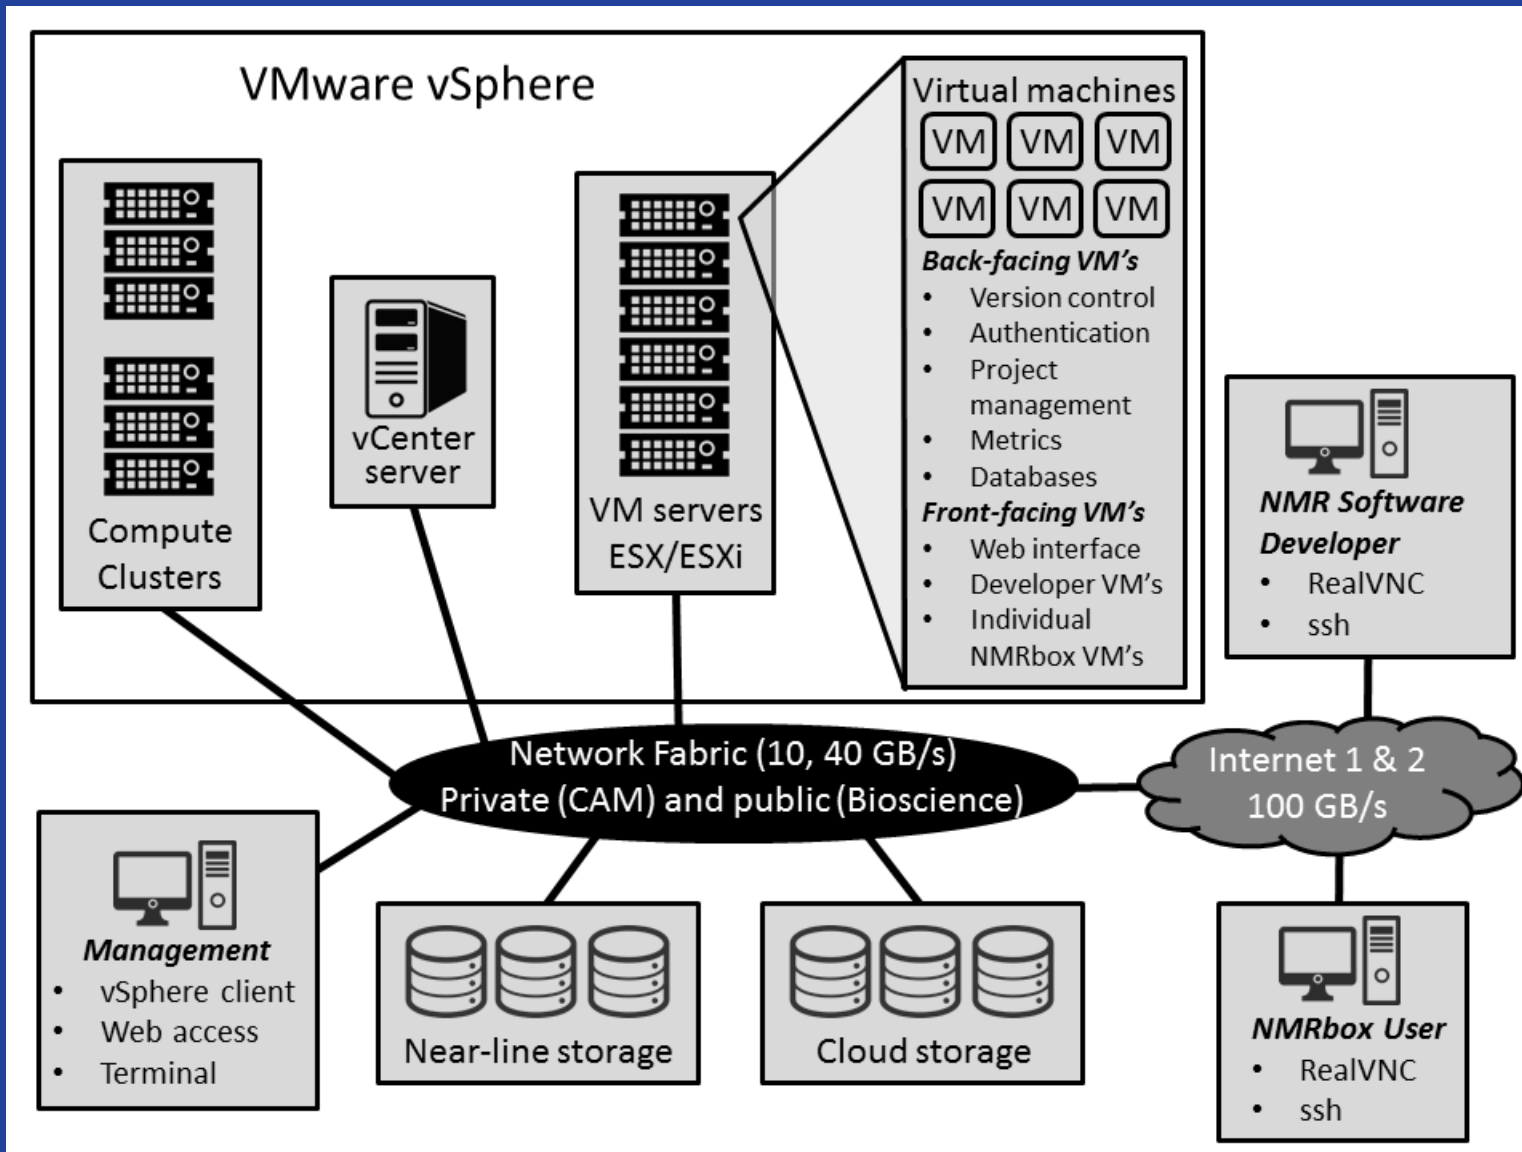 VMware vSphere
Compute
Clusters
vCenter
server
VM servers
ESX/ESXi
Virtual machines
VM VM VM
VM VM VM
Back-facing VM’s
• Version control
• Authentication
• Project
management
• Metrics
• Databases
Front-facing VM’s
• Web interface
• Developer VM’s
• Individual
NMRbox VM’s
NMR Software
Developer
• RealVNC
• ssh
Network Fabric (10, 40 GB/s)
Private (CAM) and public (Bioscience)
Internet 1 & 2
100 GB/s
Management
• vSphere client
• Web access
• Terminal
Near-line storage
Cloud storage
NMRbox User
• RealVNC
• ssh